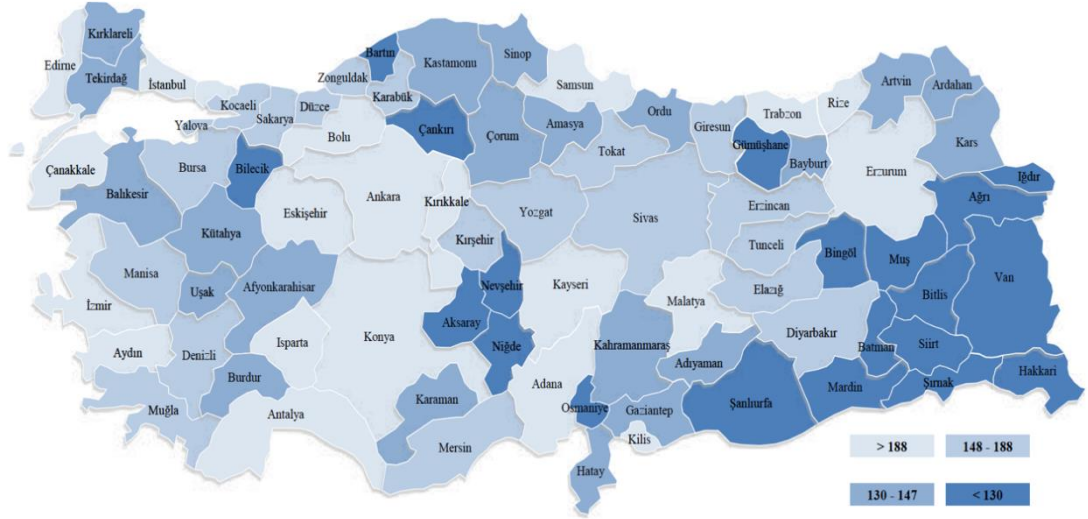 Kırklareli
Edirne
Tekirdağ
İstanbul
Kocaeli
Yalova
Sakarya
Düzce
Zonguldak
Bartın
Karabük
Kastamonu
Sinop
Samsun
Bolu
Çankırı
Çorum
Amasya
Ordu
Tokat
Giresun
Trabzon
Gümüşhane
Bayburt
Rize
Artvin
Ardahan
Kars
Erzurum
Iğdır
Ağrı
Çanakkale
Balıkesir
Bursa
Bilecik
Eskişehir
Ankara
Kırıkkale
Kırşehir
Yozgat
Sivas
Erzincan
Tunceli
Bingöl
Muş
Bitlis
Van
Kütahya
Manisa
Uşak
Afyonkarahisar
İzmir
Aydın
Denizli
Isparta
Burdur
Muğla
Antalya
Konya
Aksaray
Nevşehir
Niğde
Kayseri
Malatya
Elazığ
Diyarbakır
Batman
Siirt
Şırnak
Hakkari
Mardin
Şanlıurfa
Adıyaman
Kahramanmaraş
Gaziantep
Kilis
Osmaniye
Adana
Karaman
Mersin
Hatay
> 188
148 - 188
130 - 147
< 130